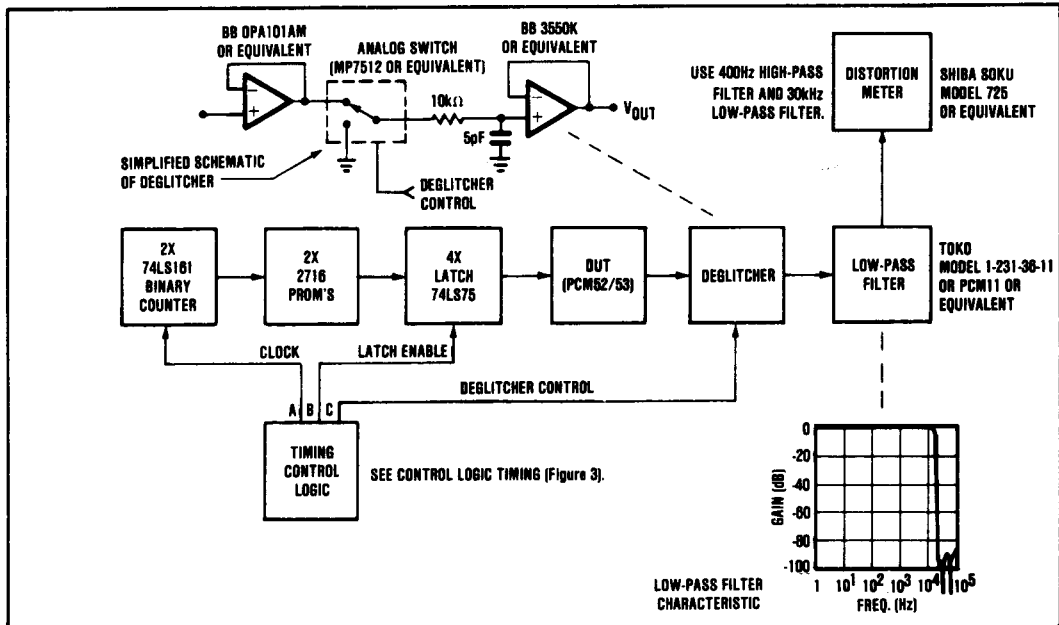 BB OPA101AM
OR EQUIVALENT
ANALOG SWITCH
(MP7512 OR EQUIVALENT)
BB 3550K
OR EQUIVALENT
−
+
10kΩ
5pF
−
+
VOUT
SIMPLIFIED SCHEMATIC
OF DEGLITCHER
DEGLITCHER
CONTROL
USE 400Hz HIGH-PASS
FILTER AND 30kHz
LOW-PASS FILTER.
DISTORTION
METER
SHIBA SOKU
MODEL 725
OR EQUIVALENT
2X
74LS161
BINARY
COUNTER
2X
2716
PROM'S
4X
LATCH
74LS75
DUT
(PCM52/53)
DEGLITCHER
LOW-PASS
FILTER
TOKO
MODEL 1-231-36-11
OR PCM11 OR
EQUIVALENT
CLOCK
LATCH ENABLE
DEGLITCHER CONTROL
A B C
TIMING
CONTROL
LOGIC
SEE CONTROL LOGIC TIMING (Figure 3).
GAIN (dB)
0
-20
-40
-60
-80
-100
1 10¹ 10² 10³ 10⁴ 10⁵
FREQ. (Hz)
LOW-PASS FILTER
CHARACTERISTIC